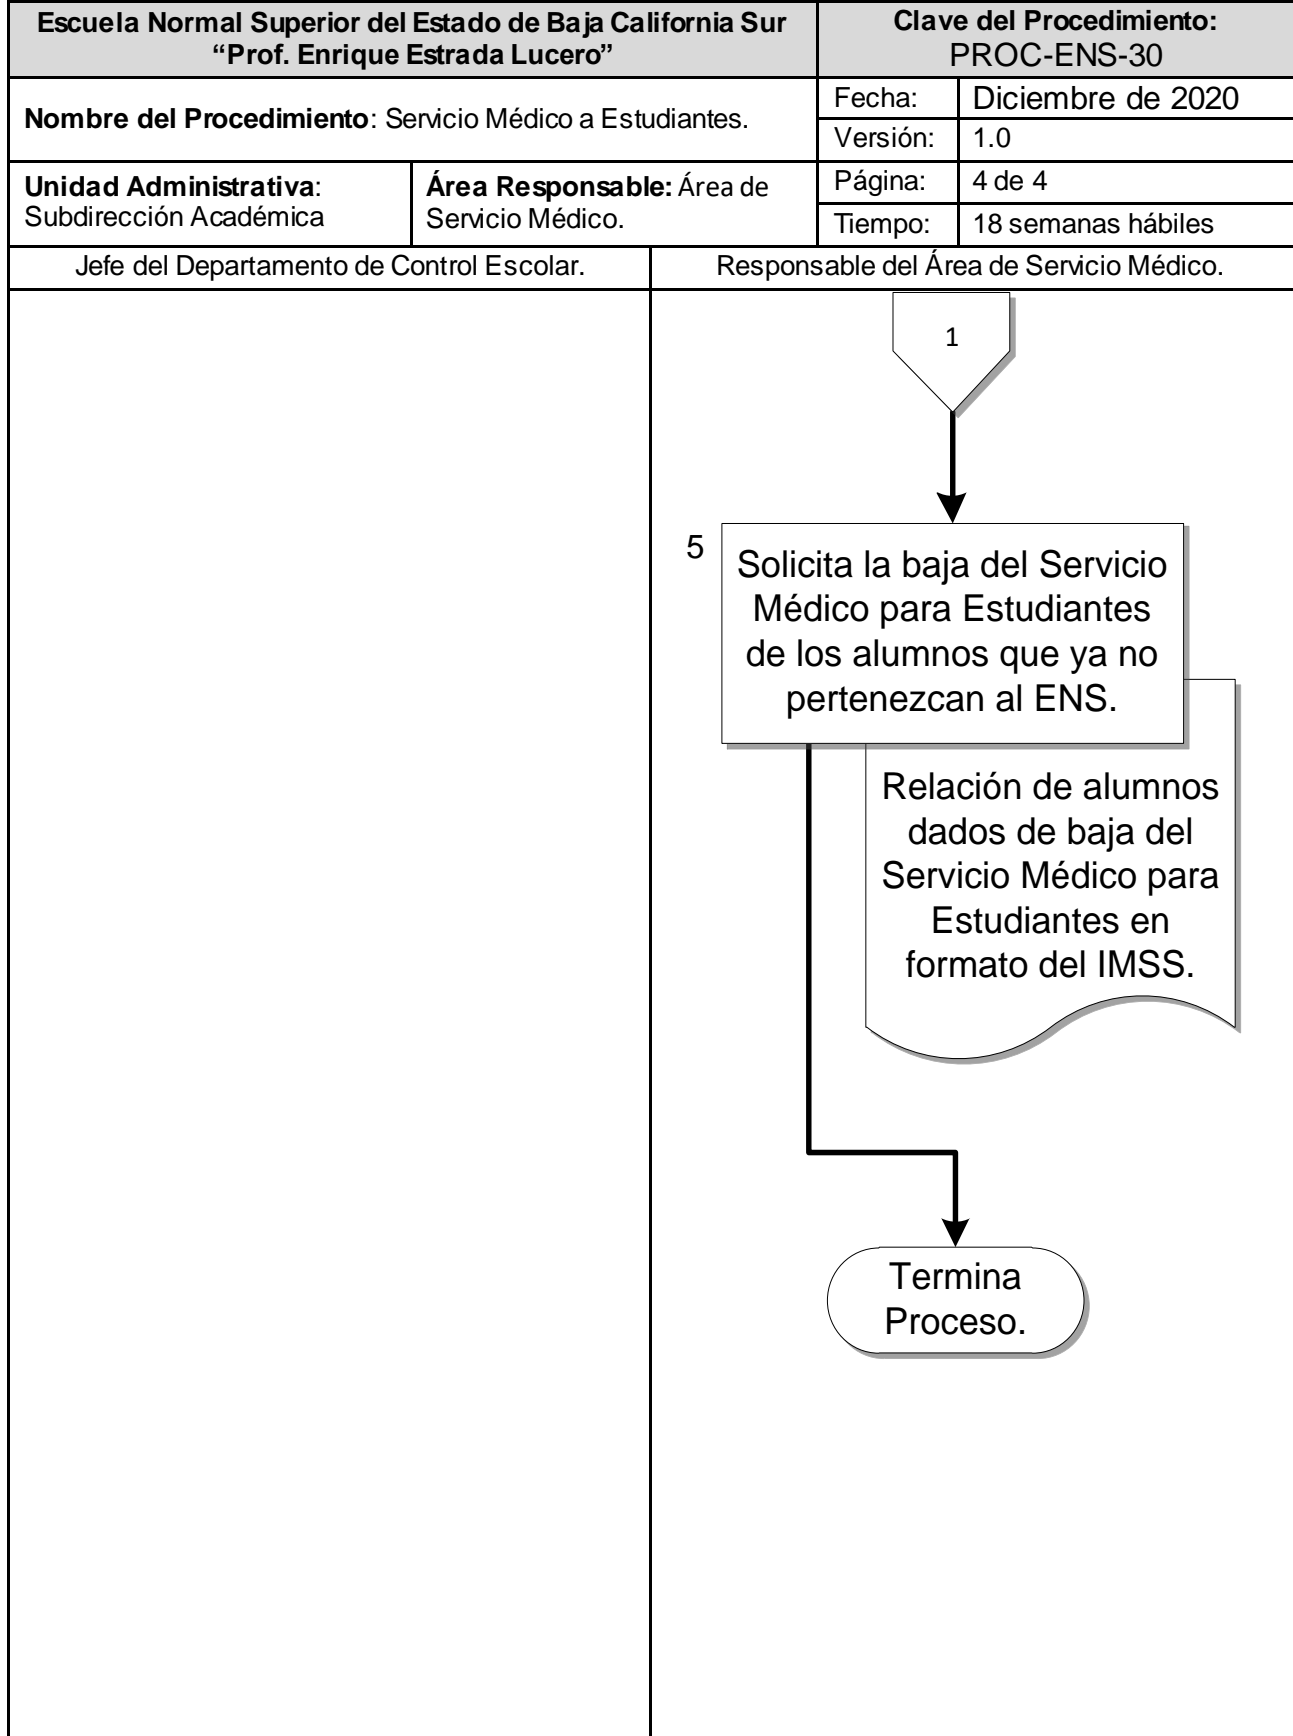 Escuela Normal Superior del Estado de Baja California Sur
“Prof. Enrique Estrada Lucero”
Clave del Procedimiento:
PROC-ENS-30
Nombre del Procedimiento: Servicio Médico a Estudiantes.
Fecha: Diciembre de 2020
Versión: 1.0
Unidad Administrativa:
Subdirección Académica
Área Responsable: Área de
Servicio Médico.
Página: 4 de 4
Tiempo: 18 semanas hábiles
Jefe del Departamento de Control Escolar.
Responsable del Área de Servicio Médico.
1
5
Solicita la baja del Servicio
Médico para Estudiantes
de los alumnos que ya no
pertenezcan al ENS.
Relación de alumnos
dados de baja del
Servicio Médico para
Estudiantes en
formato del IMSS.
Termina
Proceso.